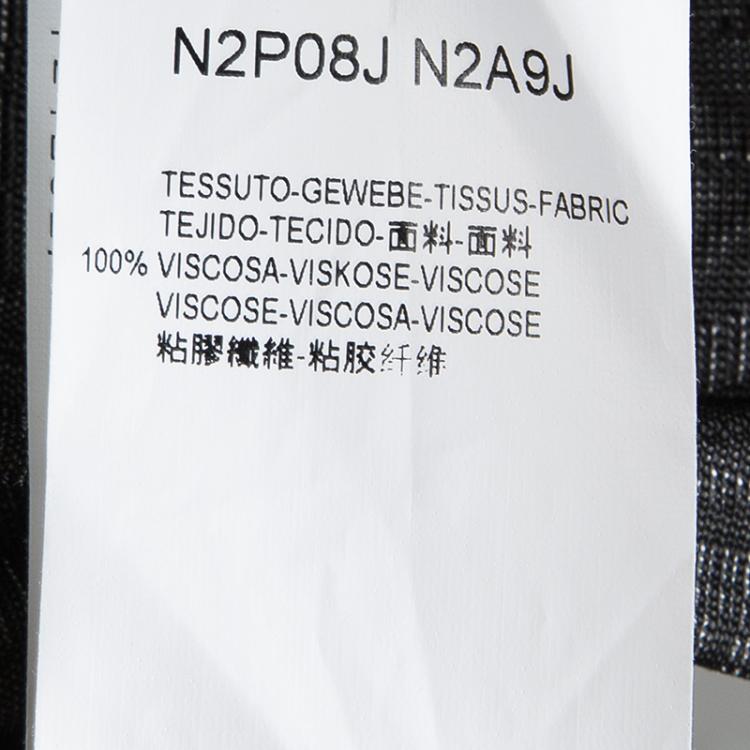 N2P08J N2A9J
TESSUTO-GEWEBE-TISSUS-FABRIC
TEJIDO-TECIDO-面料-面料
100% VISCOSA-VISKOSE-VISCOSE
VISCOSE-VISCOSA-VISCOSE
粘膠纖維-粘胶纤维